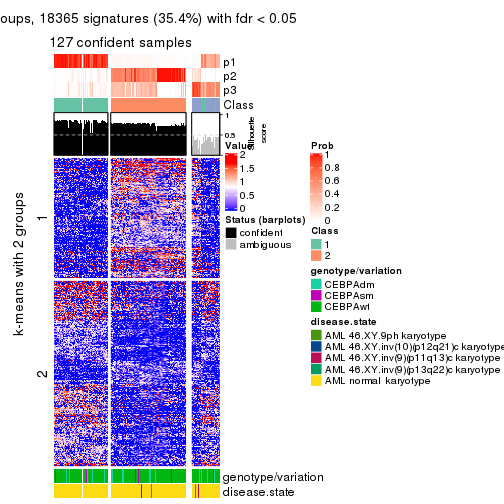 oups, 18365 signatures (35.4%) with fdr < 0.05
127 confident samples
p1
p2
p3
Class
1
0.5
0
Silhouette
score
Value
2
1.5
1
0.5
0
Prob
1
0.8
0.6
0.4
0.2
0
Status (barplots)
confident
ambiguous
Class
1
2
genotype/variation
CEBPAdm
CEBPAsm
CEBPAwt
disease.state
AML 46.XY.9ph karyotype
AML 46.XY.inv(10)(p12q21)c karyotype
AML 46.XY.inv(9)(p11q13)c karyotype
AML 46.XY.inv(9)(p13q22)c karyotype
AML normal karyotype
k-means with 2 groups
1
2
genotype/variation
disease.state